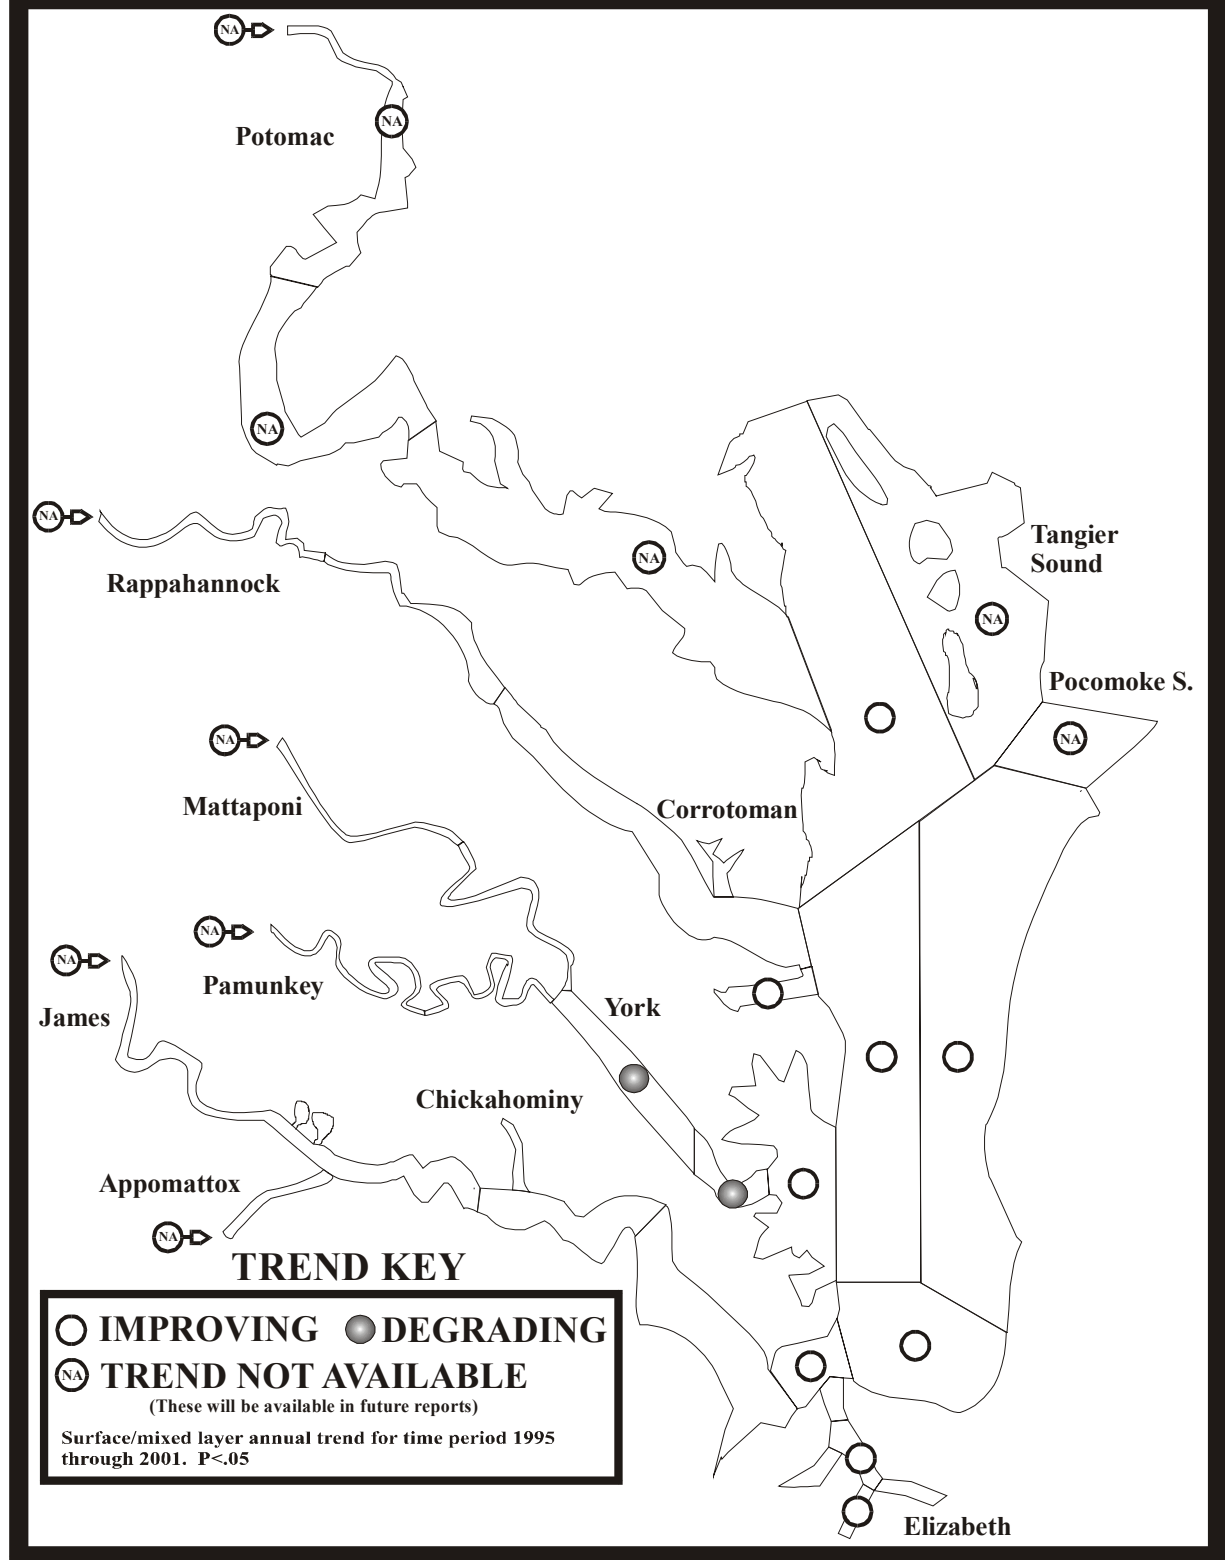 NA
NA
Potomac
NA
NA
Rappahannock
NA
Tangier
Sound
NA
Pocomoke S.
NA
NA
Mattaponi
Corrotoman
NA
Pamunkey
NA
James
York
Chickahominy
Appomattox
NA
TREND KEY
IMPROVING DEGRADING
NA TREND NOT AVAILABLE
(These will be available in future reports)
Surface/mixed layer annual trend for time period 1995
through 2001. P<.05
Elizabeth